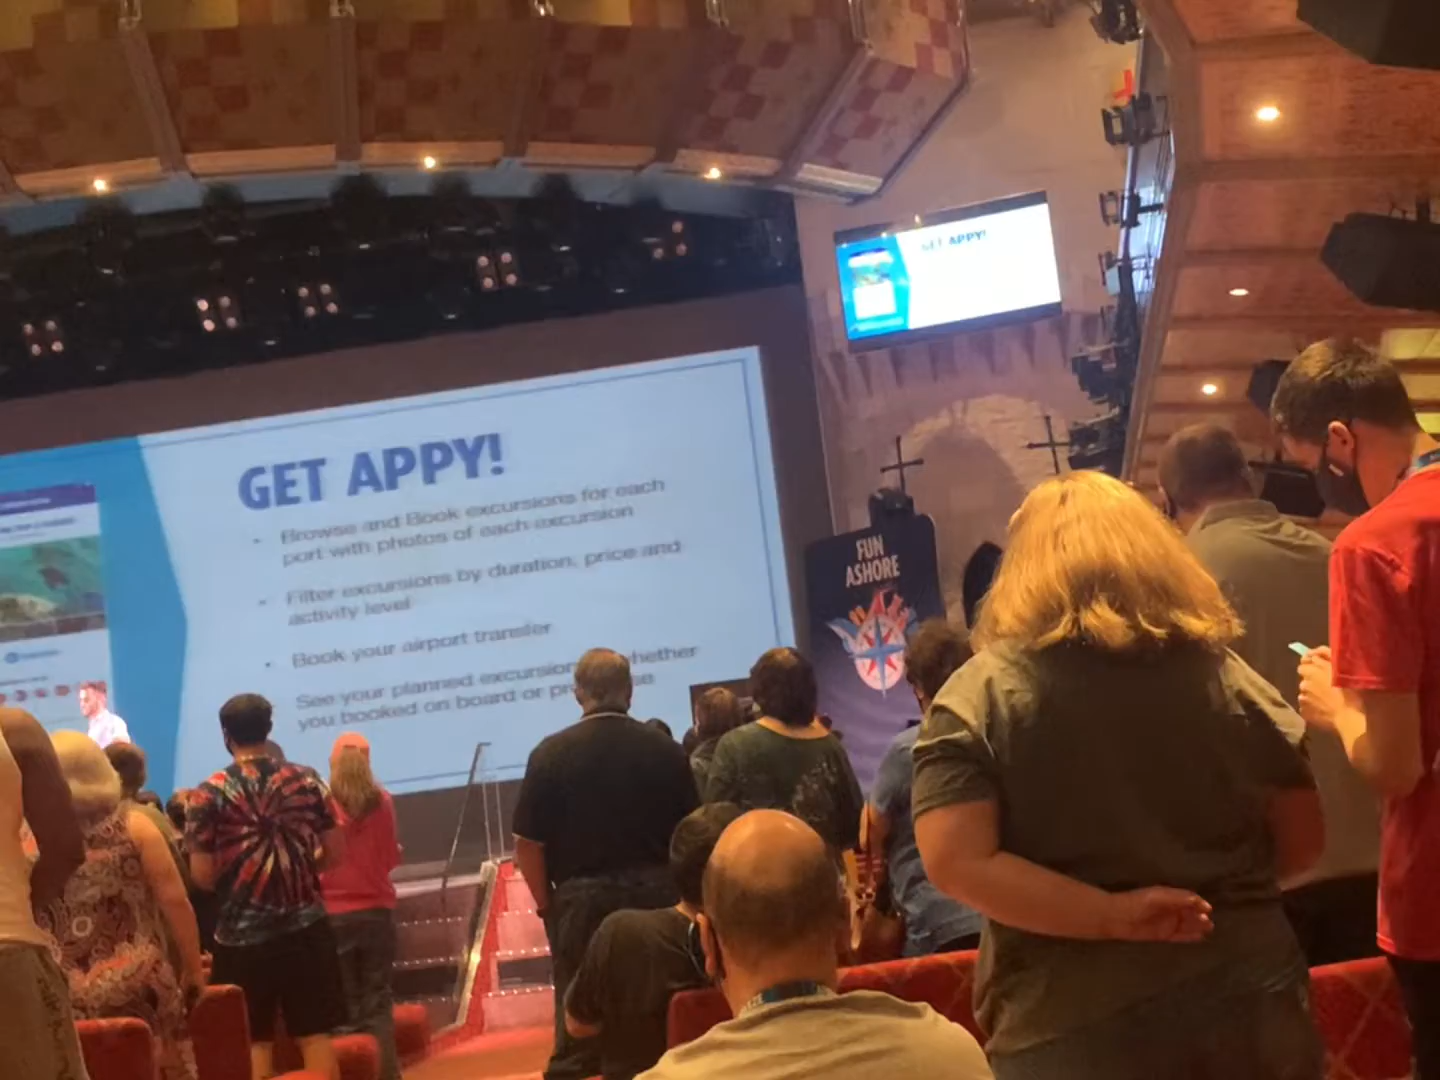 GET APPY!
GET APPY!
• Browse and Book excursions for each
port with photos of each excursion
• Filter excursions by duration, price and
activity level
• Book your airport transfer
See your planned excursion whether
you booked on board or
FUN
ASHORE